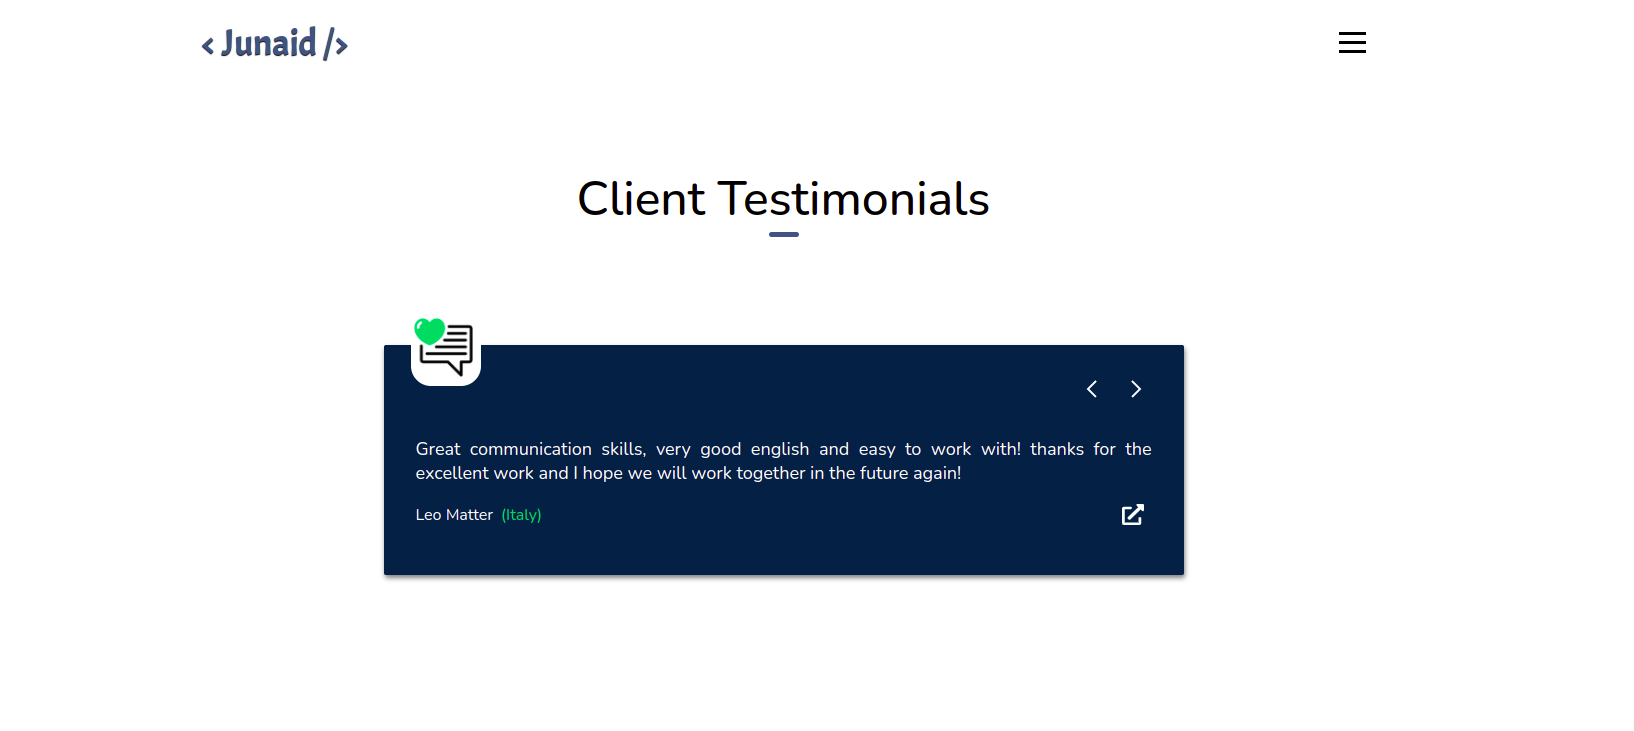 < Junaid />
Client Testimonials
Great communication skills, very good english and easy to work with! thanks for the
excellent work and I hope we will work together in the future again!
Leo Matter (Italy)